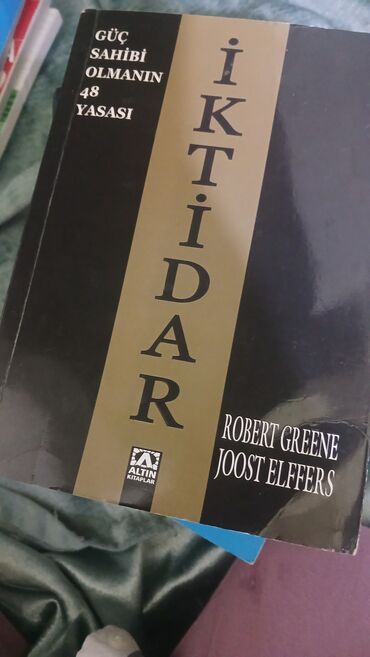 GÜÇ
SAHİBİ
OLMANIN
48
YASASI
İKTİDAR
ROBERT GREENE
JOOST ELFFERS
ALTIN
KİTAPLAR